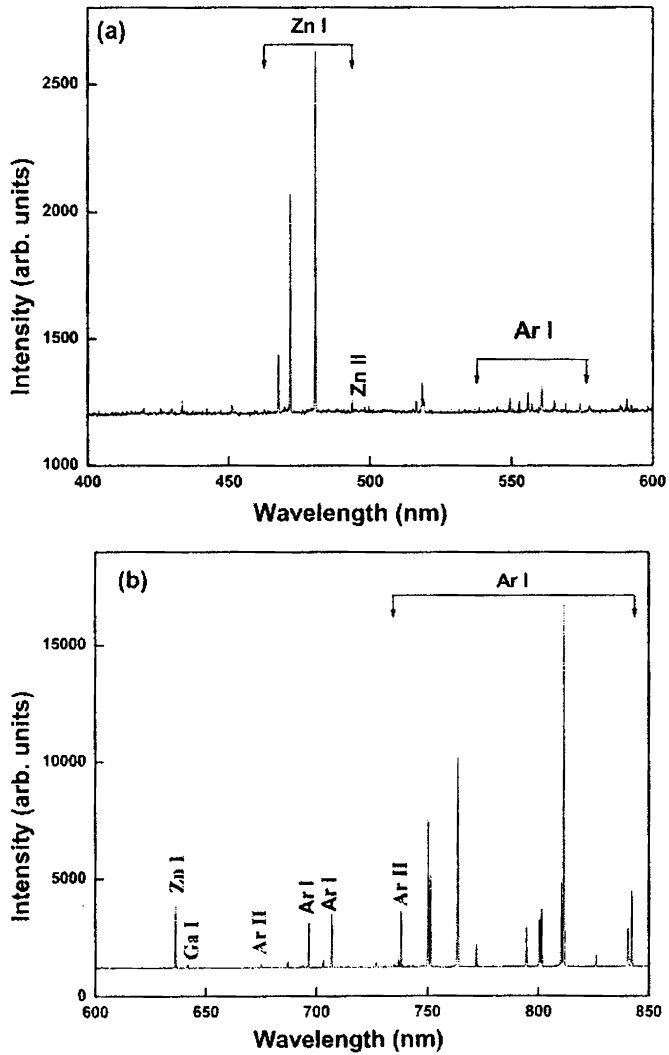 (a)
Zn I
2500
2000
1500
1000
Zn II
Ar I
400 450 500 550 600
Intensity (arb. units)
Wavelength (nm)
(b)
Ar I
15000
10000
5000
0
Zn I
Ga I
Ar II
Ar I
Ar I
Ar II
600 650 700 750 800 850
Intensity (arb. units)
Wavelength (nm)